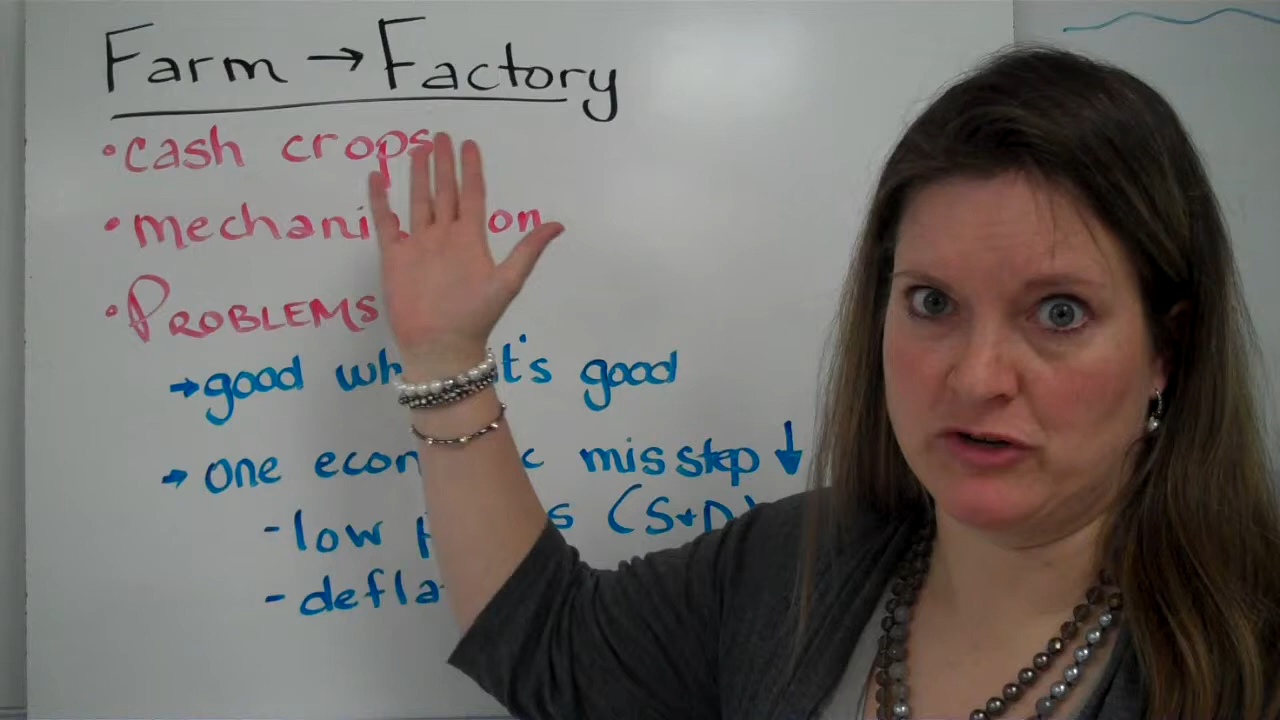 Farm → Factory
• cash crops
• mechani on
• PROBLEMS
→ good wh t's good
→ one econ c misstep ↓
- low p s (S+D)
- defla